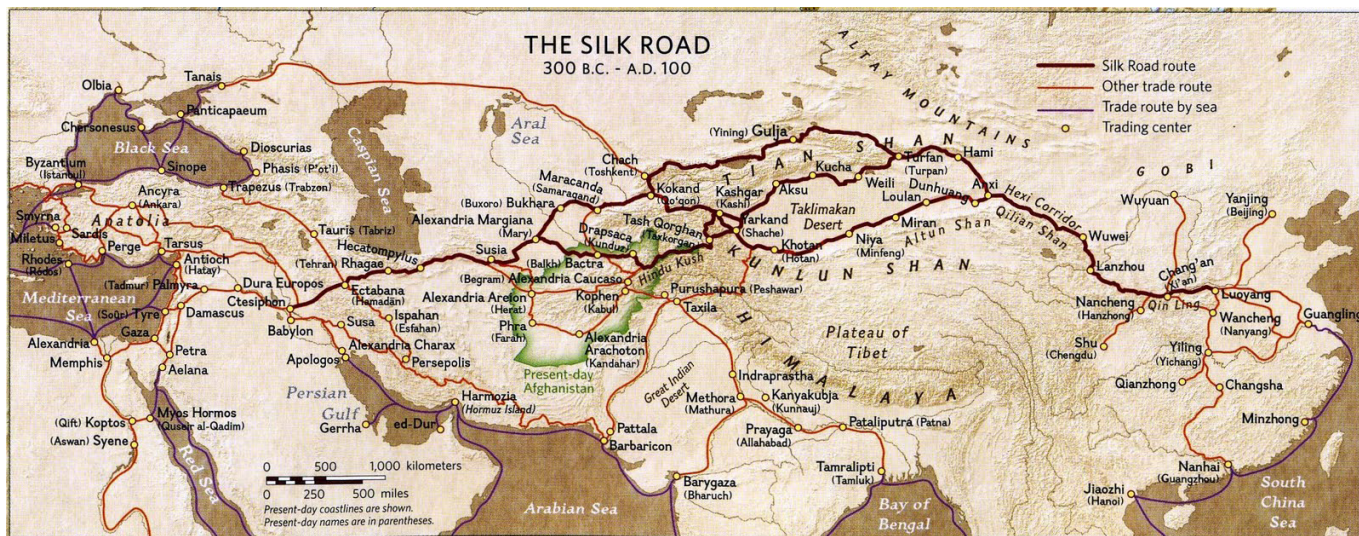 THE SILK ROAD
300 B.C. - A.D. 100
Silk Road route
Other trade route
Trade route by sea
Trading center
ALTAY MOUNTAINS
GOBI
TIAN SHAN
Olbia
Tanais
Panticapaeum
Chersonesus
Black Sea
Dioscurias
Sinope
Phasis (P'ot'i)
Byzantium
(Istanbul)
Trapezus (Trabzon)
Ancyra
(Ankara)
Anatolia
Smyrna
Sardis
Miletus
Perge
Tarsus
Rhodes
(Ródos)
Antioch
(Hatay)
Mediterranean
Sea
(Tadmur) Palmyra
Dura Europos
(Soûr) Tyre
Damascus
Ctesiphon
Babylon
Gaza
Alexandria
Memphis
Petra
Aelana
(Qift) Koptos
Myos Hormos
(Quseir al-Qadim)
(Aswan) Syene
Red Sea
Caspian Sea
Aral
Sea
Tauris (Tabriz)
Hecatompylus
(Tehran) Rhagae
Ectabana
(Hamadan)
Ispahan
(Esfahan)
Susa
Alexandria Charax
Apologos
Persepolis
Persian
Gulf
Gerrha
ed-Dur
Harmozia
(Hormuz Island)
Susia
Alexandria Margiana
(Mary)
(Buxoro) Bukhara
Maracanda
(Samarqand)
Chach
(Toshkent)
Kokand
(Qo'qon)
Drapsaca
(Kunduz)
Tash Qorghan
(Taxkorgan)
(Balkh) Bactra
Hindu Kush
(Begram) Alexandria Caucaso
Alexandria Areion
(Herat)
Kophen
(Kabul)
Purushapura (Peshawar)
Taxila
Phra
(Farah)
Alexandria
Arachoton
(Kandahar)
Present-day
Afghanistan
(Yining) Gulja
Kashgar
(Kashi)
Aksu
Kucha
Weili
Turfan
(Turpan)
Hami
Yarkand
(Shache)
Taklimakan
Desert
Loulan
Dunhuang
Anxi
Hexi Corridor
Miran
Niya
(Minfeng)
Khotan
(Hotan)
Altun Shan
Qilian Shan
KUNLUN SHAN
Plateau of
Tibet
HIMALAYA
Great Indian
Desert
Indraprastha
Methora
(Mathura)
Kanyakubja
(Kunnauj)
Prayaga
(Allahabad)
Pataliputra (Patna)
Tamralipti
(Tamluk)
Pattala
Barbaricon
Barygaza
(Bharuch)
Arabian Sea
Bay of
Bengal
Wuyuan
Yanjing
(Beijing)
Wuwei
Lanzhou
Chang'an
(Xi'an)
Luoyang
Qin Ling
Nancheng
(Hanzhong)
Wancheng
(Nanyang)
Guangling
Shu
(Chengdu)
Yiling
(Yichang)
Qianzhong
Changsha
Minzhong
Nanhai
(Guangzhou)
Jiaozhi
(Hanoi)
South
China
Sea
0 500 1,000 kilometers
0 250 500 miles
Present-day coastlines are shown.
Present-day names are in parentheses.